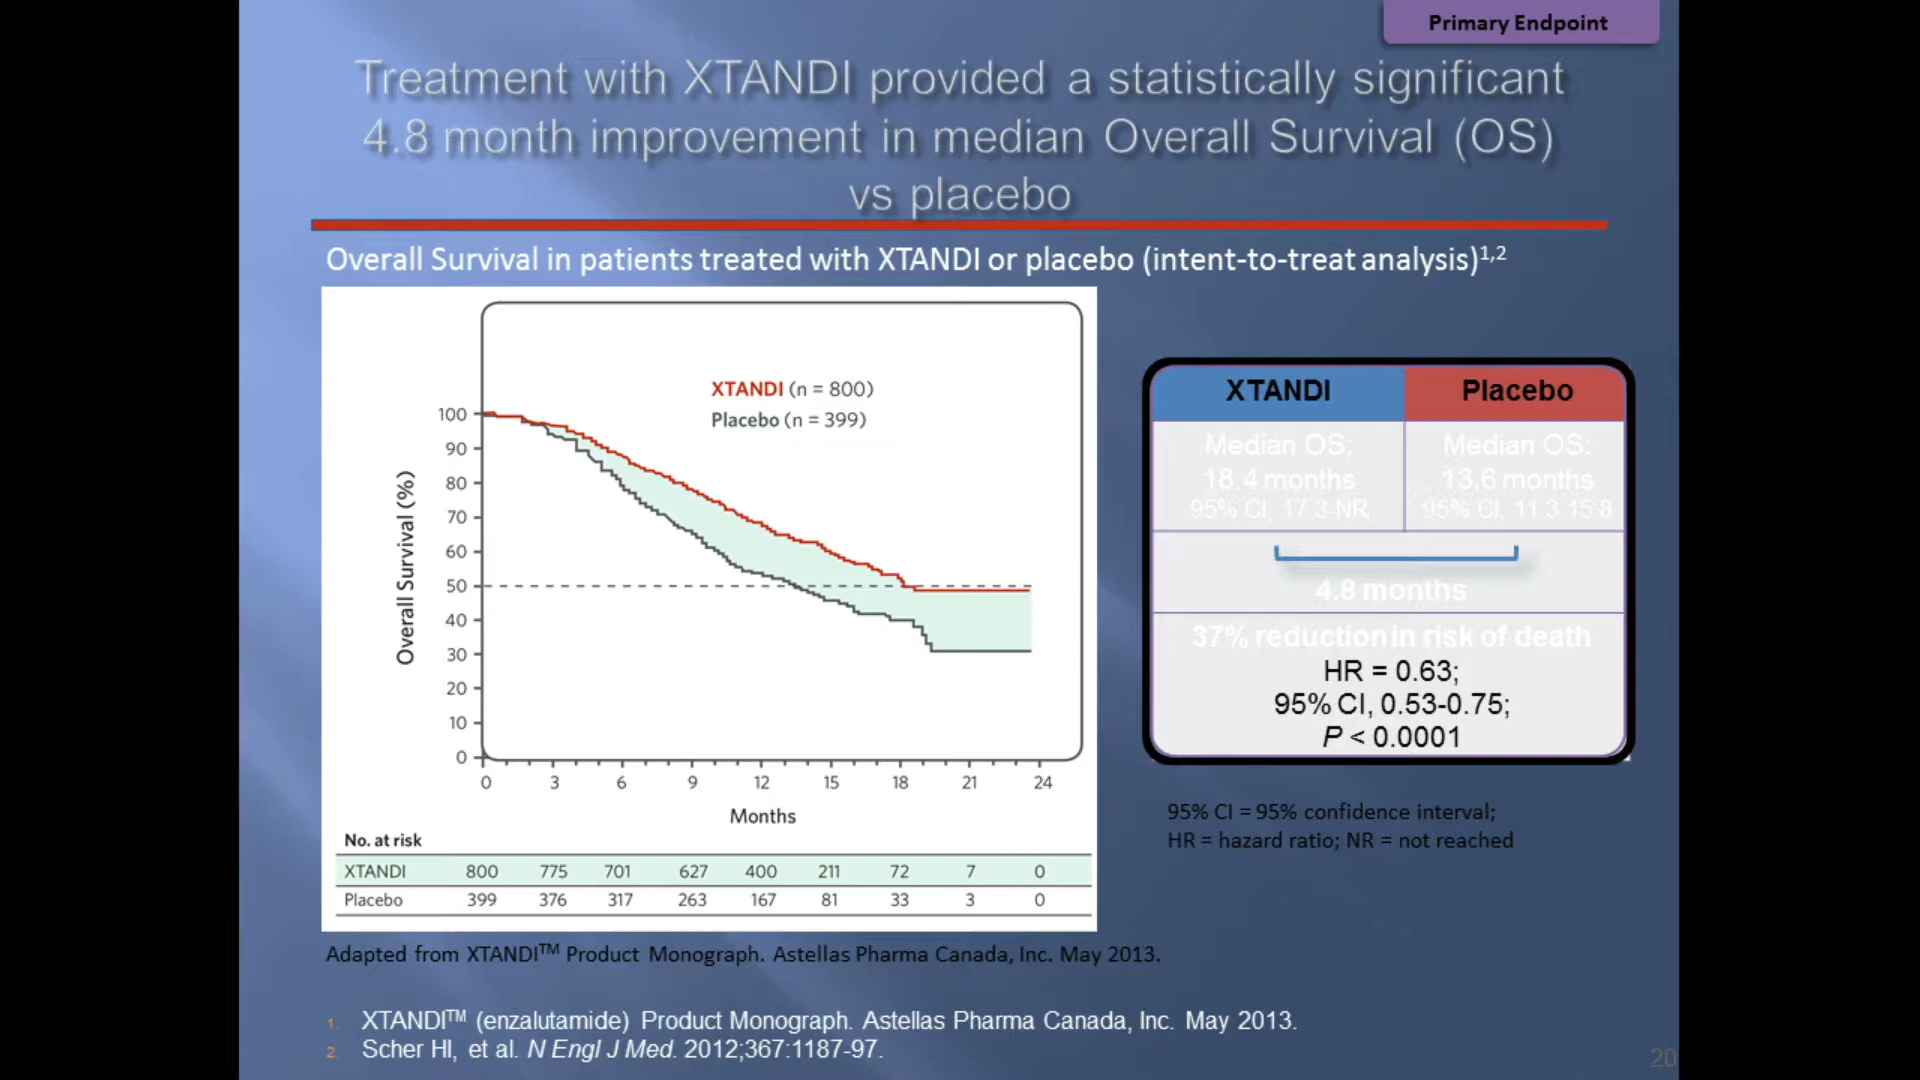 Primary Endpoint
Treatment with XTANDI provided a statistically significant
4.8 month improvement in median Overall Survival (OS)
vs placebo
Overall Survival in patients treated with XTANDI or placebo (intent-to-treat analysis)1,2
XTANDI (n = 800)
Placebo (n = 399)
Overall Survival (%)
100
90
80
70
60
50
40
30
20
10
0
0 3 6 9 12 15 18 21 24
Months
No. at risk
XTANDI 800 775 701 627 400 211 72 7 0
Placebo 399 376 317 263 167 81 33 3 0
XTANDI Placebo
Median OS: Median OS:
18.4 months 13.6 months
95% CI, 17.3-NR 95% CI, 11.3-15.8
4.8 months
37% reduction in risk of death
HR = 0.63;
95% CI, 0.53-0.75;
P < 0.0001
95% CI = 95% confidence interval;
HR = hazard ratio; NR = not reached
Adapted from XTANDI™ Product Monograph. Astellas Pharma Canada, Inc. May 2013.
1. XTANDI™ (enzalutamide) Product Monograph. Astellas Pharma Canada, Inc. May 2013.
2. Scher HI, et al. N Engl J Med. 2012;367:1187-97.
20